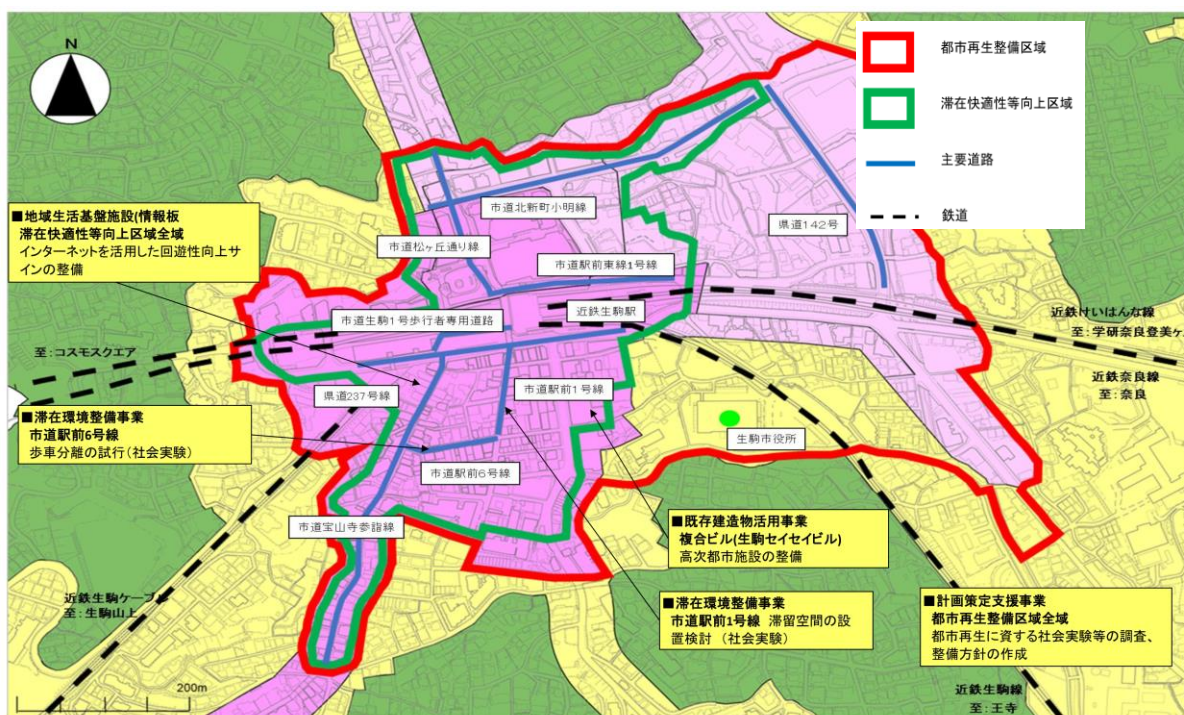 N
都市再生整備区域
滞在快適性等向上区域
主要道路
鉄道
市道北新町小明線
県道142号
■地域生活基盤施設(情報板
滞在快適性等向上区域全域
インターネットを活用した回遊性向上サ
インの整備
市道松ヶ丘通り線
市道駅前東線1号線
市道生駒1号歩行者専用道路
近鉄生駒駅
近鉄けいはんな線
至:学研奈良登美ヶ
至:コスモスクエア
近鉄奈良線
至:奈良
県道237号線
市道駅前1号線
■滞在環境整備事業
市道駅前6号線
歩車分離の試行(社会実験)
生駒市役所
市道駅前6号線
市道宝山寺参詣線
■既存建造物活用事業
複合ビル(生駒セイセイビル)
高次都市施設の整備
近鉄生駒ケーブル
至:生駒山上
■滞在環境整備事業
市道駅前1号線 滞留空間の設
置検討 (社会実験)
■計画策定支援事業
都市再生整備区域全域
都市再生に資する社会実験等の調査、
整備方針の作成
200m
近鉄生駒線
至:王寺